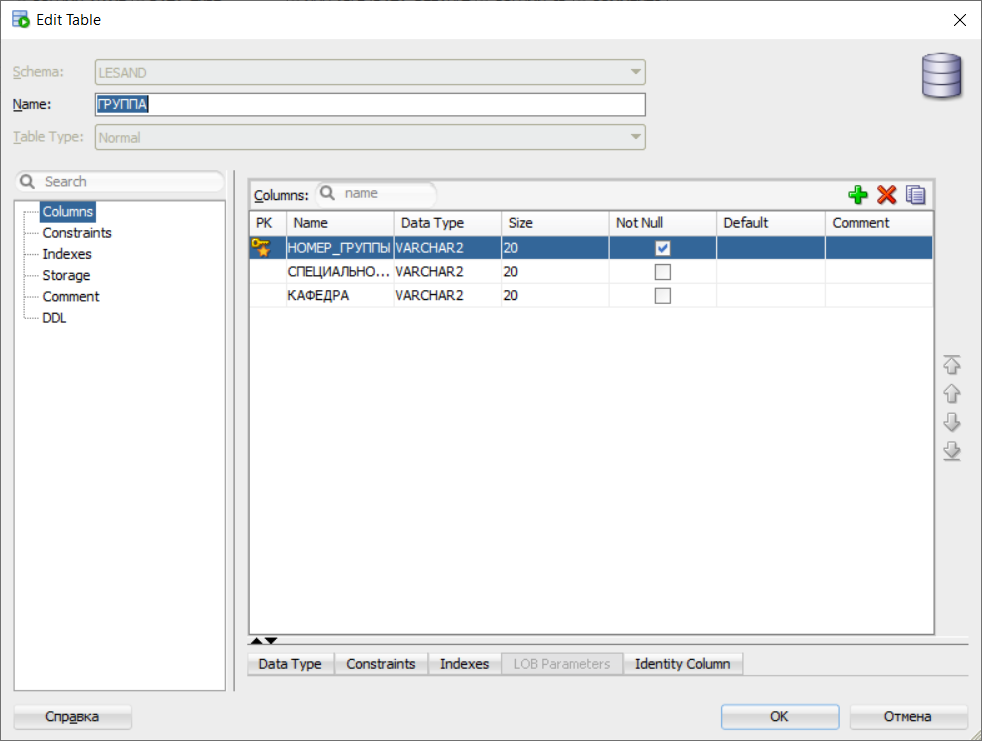 Edit Table
Schema: LESAND
Name: ГРУППА
Table Type: Normal
Search
Columns
Constraints
Indexes
Storage
Comment
DDL
Columns: name
PK Name Data Type Size Not Null Default Comment
НОМЕР_ГРУППЫ VARCHAR2 20
СПЕЦИАЛЬНО... VARCHAR2 20
КАФЕДРА VARCHAR2 20
Data Type Constraints Indexes LOB Parameters Identity Column
Справка OK Отмена